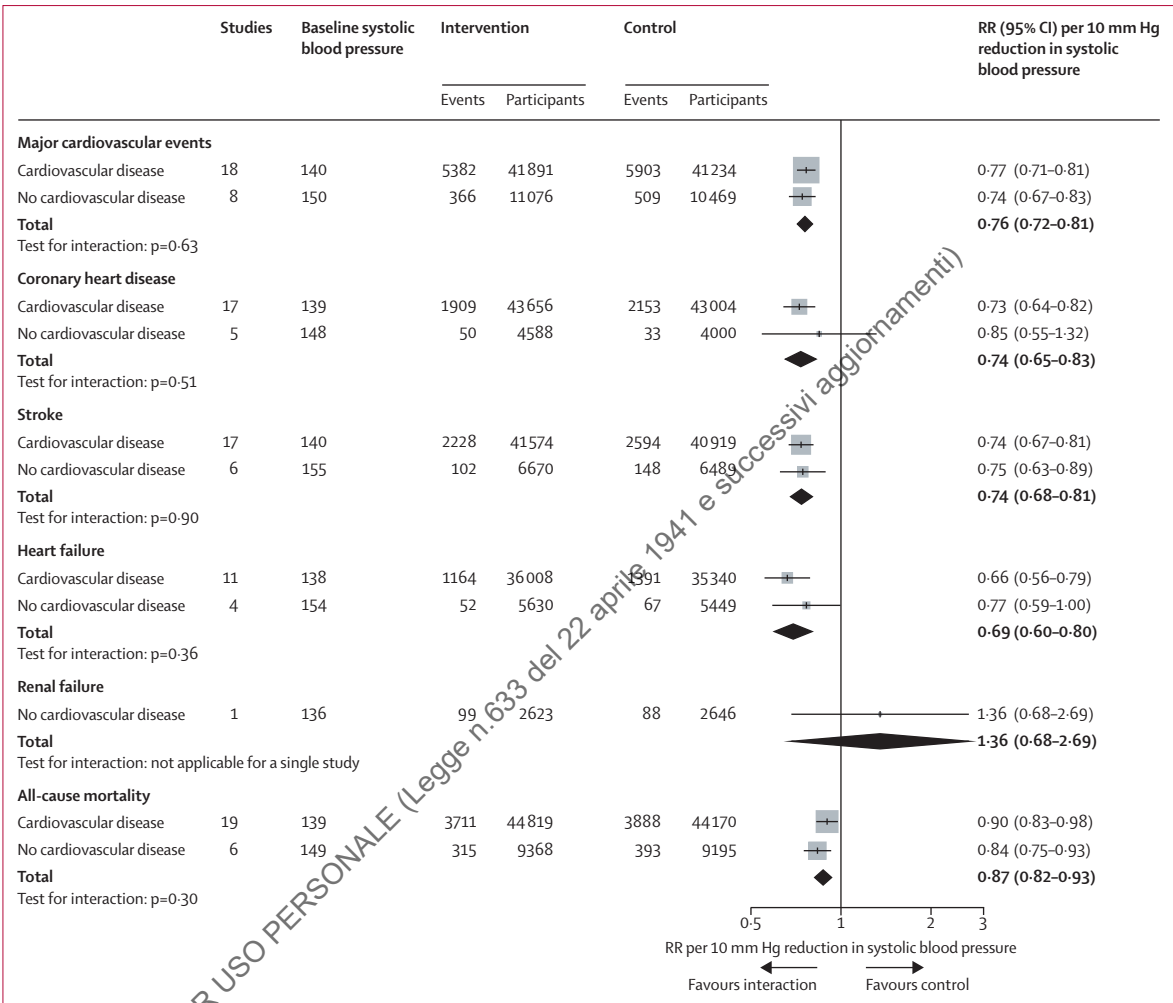 Studies Baseline systolic blood pressure Intervention Control RR (95% CI) per 10 mm Hg reduction in systolic blood pressure
Events Participants Events Participants
Major cardiovascular events
Cardiovascular disease 18 140 5382 41891 5903 41234 0·77 (0·71–0·81)
No cardiovascular disease 8 150 366 11076 509 10469 0·74 (0·67–0·83)
Total 0·76 (0·72–0·81)
Test for interaction: p=0·63
Coronary heart disease
Cardiovascular disease 17 139 1909 43656 2153 43004 0·73 (0·64–0·82)
No cardiovascular disease 5 148 50 4588 33 4000 0·85 (0·55–1·32)
Total 0·74 (0·65–0·83)
Test for interaction: p=0·51
Stroke
Cardiovascular disease 17 140 2228 41574 2594 40919 0·74 (0·67–0·81)
No cardiovascular disease 6 155 102 6670 148 6489 0·75 (0·63–0·89)
Total 0·74 (0·68–0·81)
Test for interaction: p=0·90
Heart failure
Cardiovascular disease 11 138 1164 36008 1391 35340 0·66 (0·56–0·79)
No cardiovascular disease 4 154 52 5630 67 5449 0·77 (0·59–1·00)
Total 0·69 (0·60–0·80)
Test for interaction: p=0·36
Renal failure
No cardiovascular disease 1 136 99 2623 88 2646 1·36 (0·68–2·69)
Total 1·36 (0·68–2·69)
Test for interaction: not applicable for a single study
All-cause mortality
Cardiovascular disease 19 139 3711 44819 3888 44170 0·90 (0·83–0·98)
No cardiovascular disease 6 149 315 9368 393 9195 0·84 (0·75–0·93)
Total 0·87 (0·82–0·93)
Test for interaction: p=0·30
0·5 1 2 3
RR per 10 mm Hg reduction in systolic blood pressure
Favours interaction Favours control
R USO PERSONALE (Legge n.633 del 22 aprile 1941 e successivi aggiornamenti)